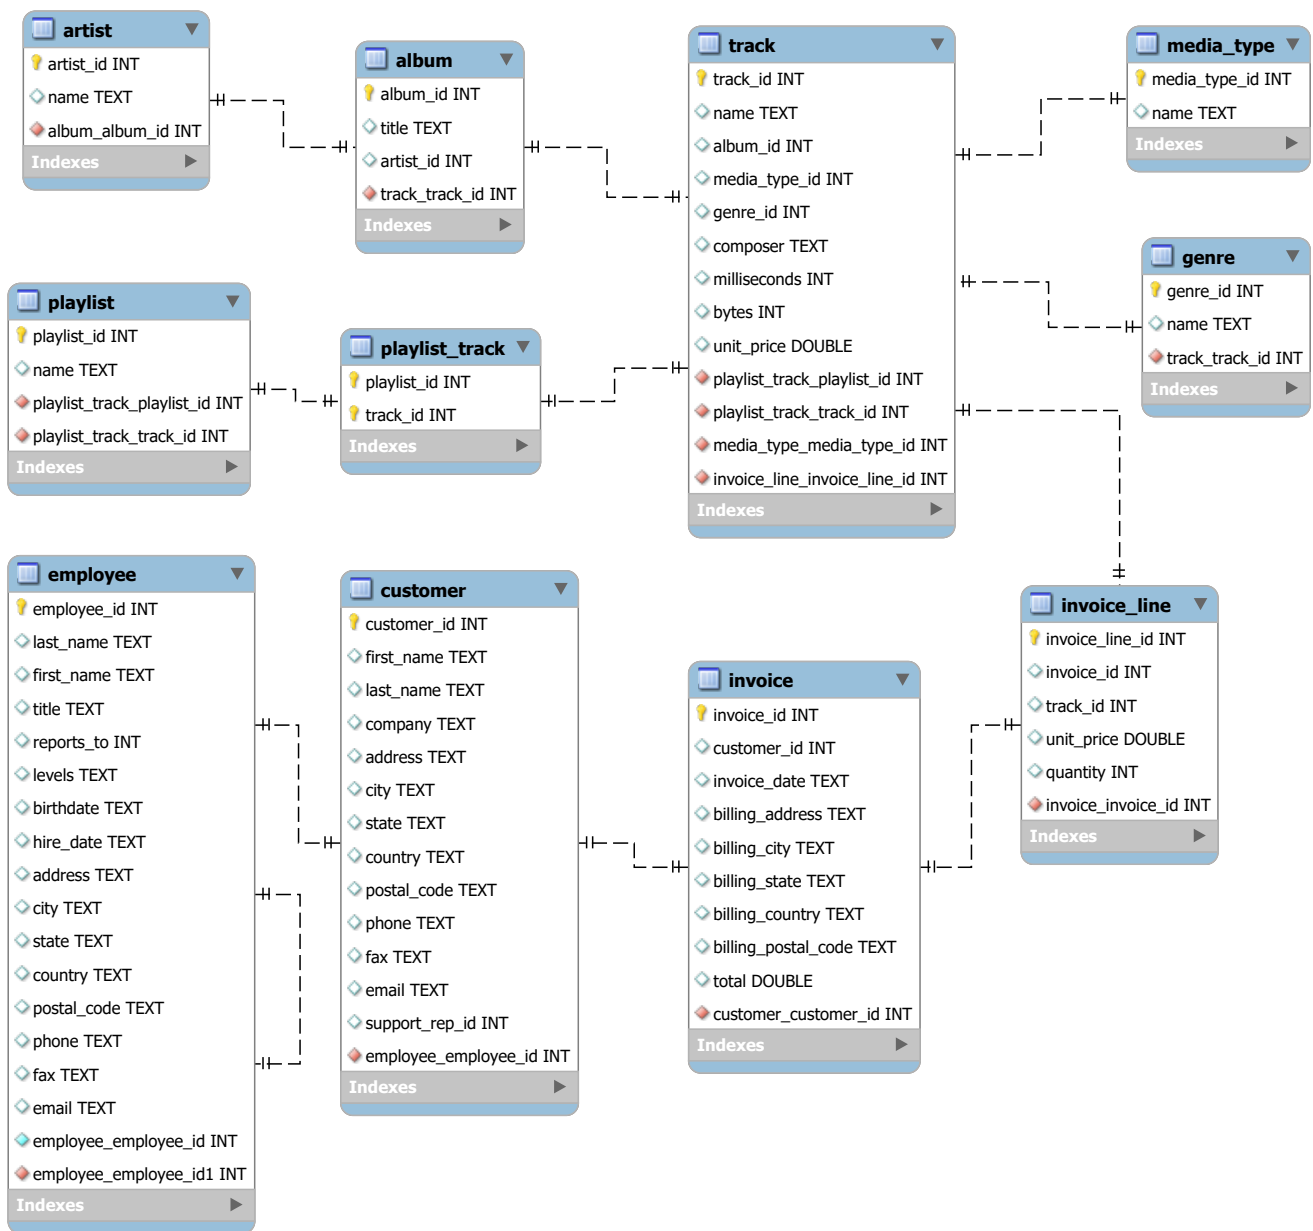 artist
artist_id INT
name TEXT
album_album_id INT
Indexes
album
album_id INT
title TEXT
artist_id INT
track_track_id INT
Indexes
track
track_id INT
name TEXT
album_id INT
media_type_id INT
genre_id INT
composer TEXT
milliseconds INT
bytes INT
unit_price DOUBLE
playlist_track_playlist_id INT
playlist_track_track_id INT
media_type_media_type_id INT
invoice_line_invoice_line_id INT
Indexes
media_type
media_type_id INT
name TEXT
Indexes
genre
genre_id INT
name TEXT
track_track_id INT
Indexes
playlist
playlist_id INT
name TEXT
playlist_track_playlist_id INT
playlist_track_track_id INT
Indexes
playlist_track
playlist_id INT
track_id INT
Indexes
employee
employee_id INT
last_name TEXT
first_name TEXT
title TEXT
reports_to INT
levels TEXT
birthdate TEXT
hire_date TEXT
address TEXT
city TEXT
state TEXT
country TEXT
postal_code TEXT
phone TEXT
fax TEXT
email TEXT
employee_employee_id INT
employee_employee_id1 INT
Indexes
customer
customer_id INT
first_name TEXT
last_name TEXT
company TEXT
address TEXT
city TEXT
state TEXT
country TEXT
postal_code TEXT
phone TEXT
fax TEXT
email TEXT
support_rep_id INT
employee_employee_id INT
Indexes
invoice
invoice_id INT
customer_id INT
invoice_date TEXT
billing_address TEXT
billing_city TEXT
billing_state TEXT
billing_country TEXT
billing_postal_code TEXT
total DOUBLE
customer_customer_id INT
Indexes
invoice_line
invoice_line_id INT
invoice_id INT
track_id INT
unit_price DOUBLE
quantity INT
invoice_invoice_id INT
Indexes